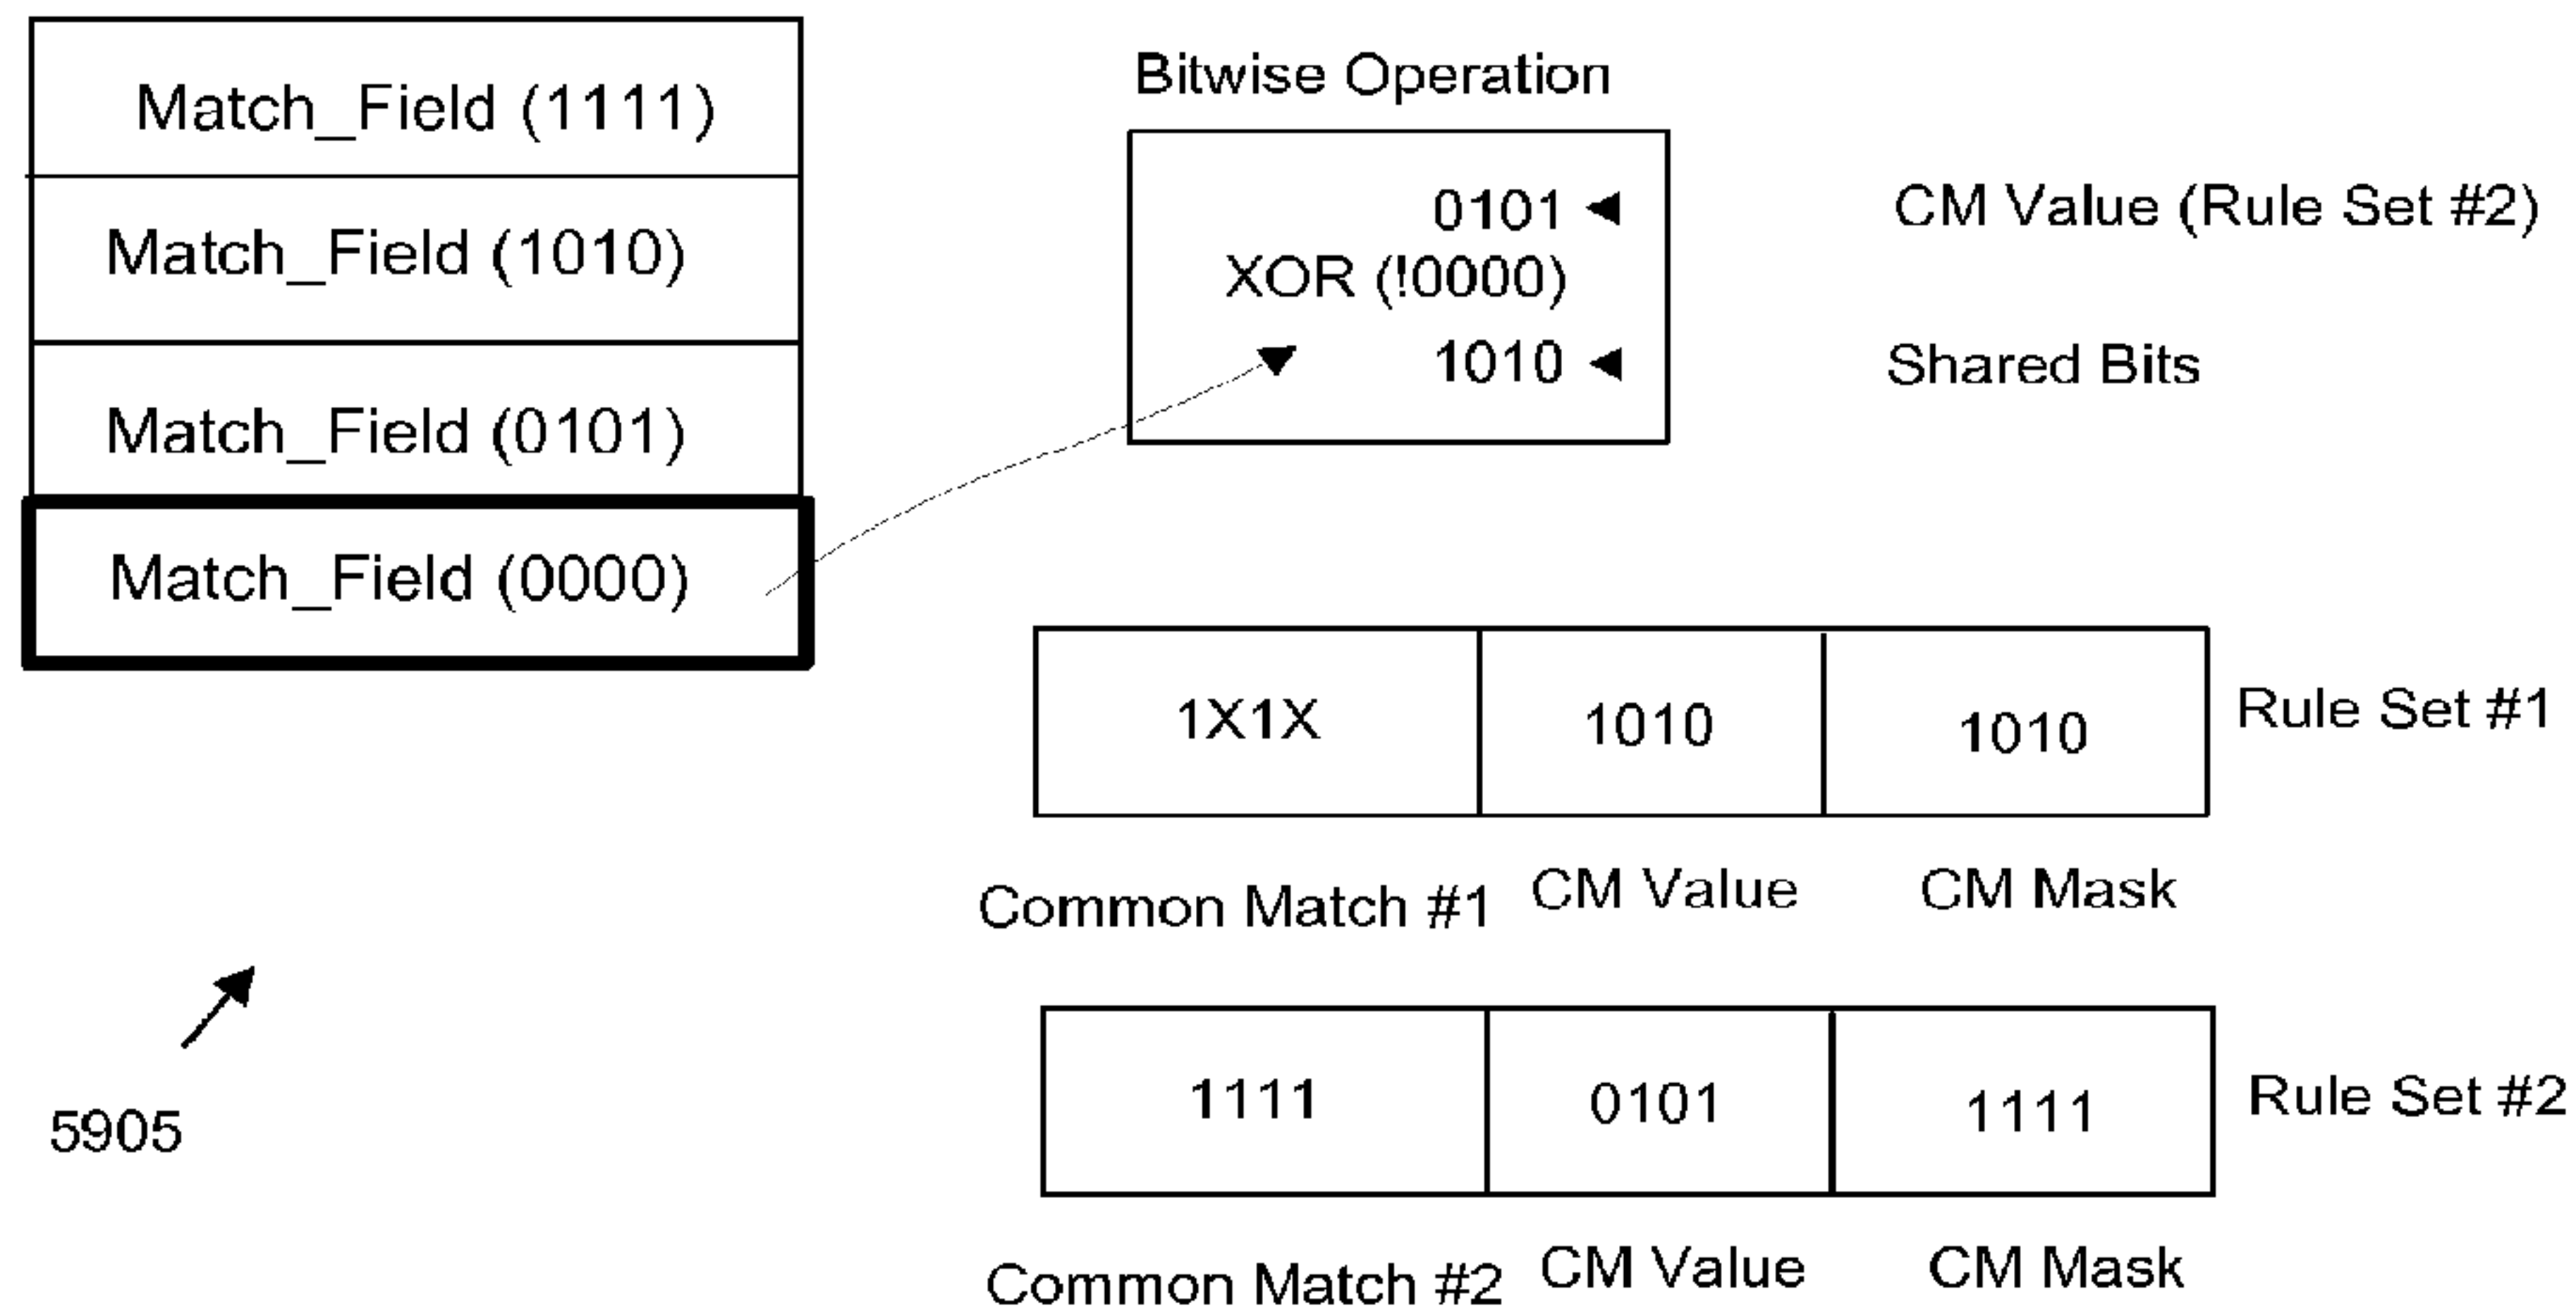 Match_Field (1111)
Match_Field (1010)
Match_Field (0101)
Match_Field (0000)
Bitwise Operation
0101
XOR (!0000)
1010
CM Value (Rule Set #2)
Shared Bits
1X1X
1010
1010
Rule Set #1
Common Match #1
CM Value
CM Mask
1111
0101
1111
Rule Set #2
Common Match #2
CM Value
CM Mask
5905